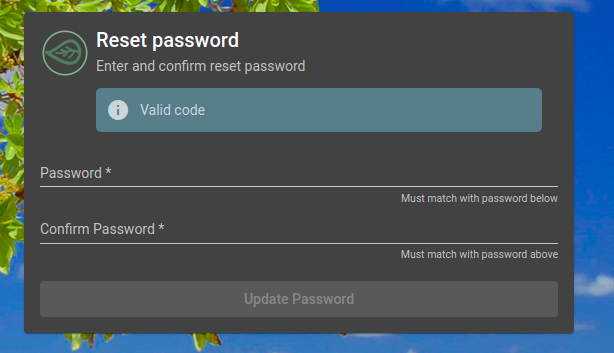 Reset password
Enter and confirm reset password
Valid code
Password *
Must match with password below
Confirm Password *
Must match with password above
Update Password